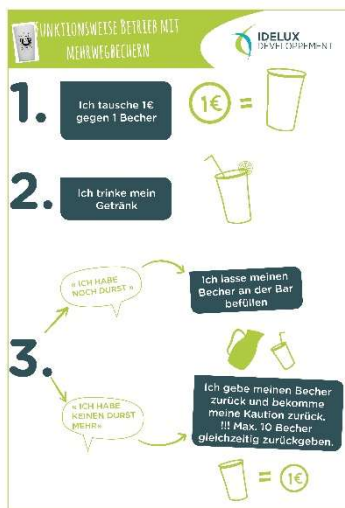 FUNKTIONSWEISE BETRIEB MIT
MEHRWEGBECHERN
IDELUX
DEVELOPPEMENT
1.
Ich tausche 1€
gegen 1 Becher
1€ =
2.
Ich trinke mein
Getränk
3.
« ICH HABE
NOCH DURST »
Ich lasse meinen
Becher an der Bar
befüllen
« ICH HABE
KEINEN DURST
MEHR»
Ich gebe meinen Becher
zurück und bekomme
meine Kaution zurück.
!!! Max. 10 Becher
gleichzeitig zurückgeben.
= 1€